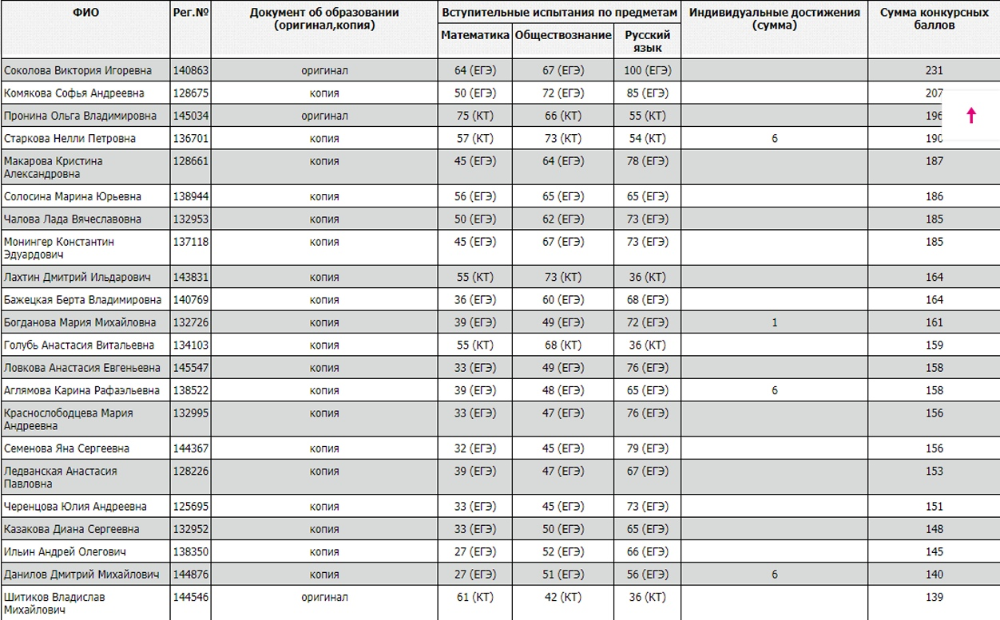 ФИО Рег.№ Документ об образовании Вступительные испытания по предметам Индивидуальные достижения Сумма конкурсных
(оригинал,копия) (сумма) баллов
Математика Обществознание Русский
язык
Соколова Виктория Игоревна 140863 оригинал 64 (ЕГЭ) 67 (ЕГЭ) 100 (ЕГЭ) 231
Комякова Софья Андреевна 128675 копия 50 (ЕГЭ) 72 (ЕГЭ) 85 (ЕГЭ) 207
Пронина Ольга Владимировна 145034 оригинал 75 (КТ) 66 (КТ) 55 (КТ) 196
Старкова Нелли Петровна 136701 копия 57 (КТ) 73 (КТ) 54 (КТ) 6 190
Макарова Кристина 128661 копия 45 (ЕГЭ) 64 (ЕГЭ) 78 (ЕГЭ) 187
Александровна
Солосина Марина Юрьевна 138944 копия 56 (ЕГЭ) 65 (ЕГЭ) 65 (ЕГЭ) 186
Чалова Лада Вячеславовна 132953 копия 50 (ЕГЭ) 62 (ЕГЭ) 73 (ЕГЭ) 185
Монингер Константин 137118 копия 45 (ЕГЭ) 67 (ЕГЭ) 73 (ЕГЭ) 185
Эдуардович
Лахтин Дмитрий Ильдарович 143831 копия 55 (КТ) 73 (КТ) 36 (КТ) 164
Бажецкая Берта Владимировна 140769 копия 36 (ЕГЭ) 60 (ЕГЭ) 68 (ЕГЭ) 164
Богданова Мария Михайловна 132726 копия 39 (ЕГЭ) 49 (ЕГЭ) 72 (ЕГЭ) 1 161
Голубь Анастасия Витальевна 134103 копия 55 (КТ) 68 (КТ) 36 (КТ) 159
Ловкова Анастасия Евгеньевна 145547 копия 33 (ЕГЭ) 49 (ЕГЭ) 76 (ЕГЭ) 158
Аглямова Карина Рафаэльевна 138522 копия 39 (ЕГЭ) 48 (ЕГЭ) 65 (ЕГЭ) 6 158
Краснослободцева Мария 132995 копия 33 (ЕГЭ) 47 (ЕГЭ) 76 (ЕГЭ) 156
Андреевна
Семенова Яна Сергеевна 144367 копия 32 (ЕГЭ) 45 (ЕГЭ) 79 (ЕГЭ) 156
Ледванская Анастасия 128226 копия 39 (ЕГЭ) 47 (ЕГЭ) 67 (ЕГЭ) 153
Павловна
Черенцова Юлия Андреевна 125695 копия 33 (ЕГЭ) 45 (ЕГЭ) 73 (ЕГЭ) 151
Казакова Диана Сергеевна 132952 копия 33 (ЕГЭ) 50 (ЕГЭ) 65 (ЕГЭ) 148
Ильин Андрей Олегович 138350 копия 27 (ЕГЭ) 52 (ЕГЭ) 66 (ЕГЭ) 145
Данилов Дмитрий Михайлович 144876 копия 27 (ЕГЭ) 51 (ЕГЭ) 56 (ЕГЭ) 6 140
Шитиков Владислав 144546 оригинал 61 (КТ) 42 (КТ) 36 (КТ) 139
Михайлович